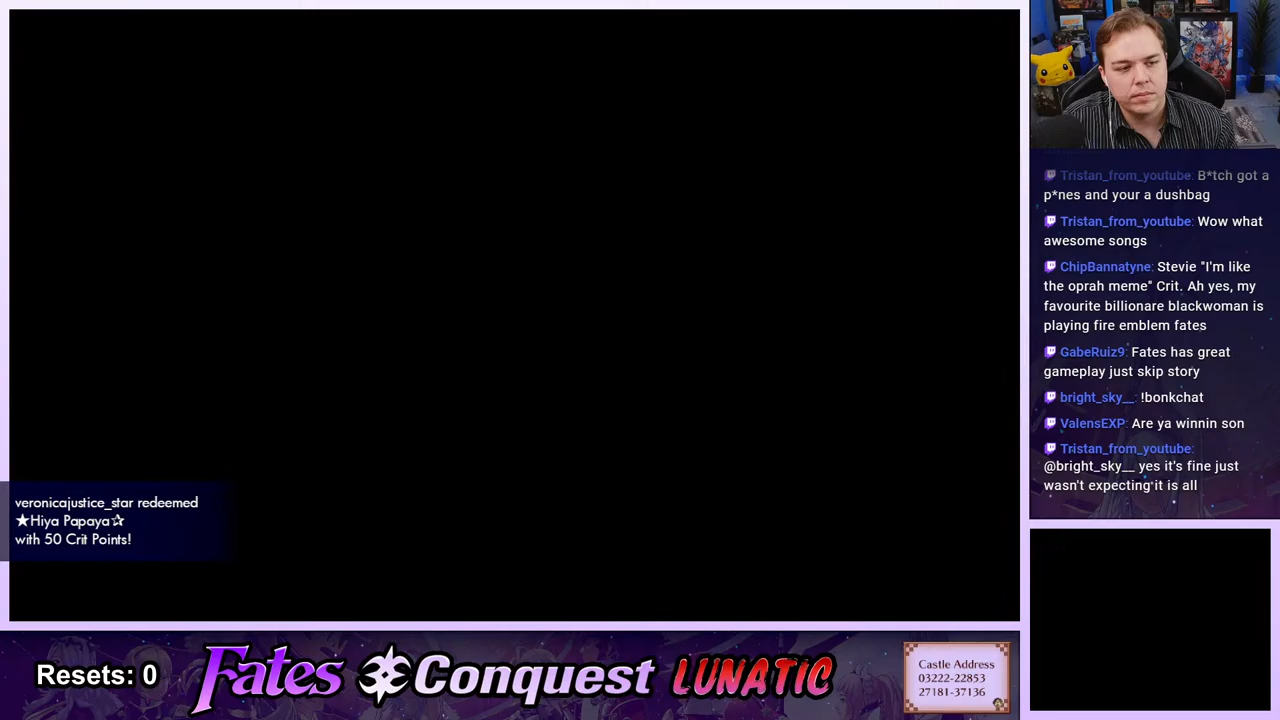 Tristan_from_youtube: B*tch got a
p*nes and your a dushbag
Tristan_from_youtube: Wow what
awesome songs
ChipBannatyne: Stevie "I'm like
the oprah meme" Crit. Ah yes, my
favourite billionare blackwoman is
playing fire emblem fates
GabeRuiz9: Fates has great
gameplay just skip story
bright_sky__: !bonkchat
ValensEXP: Are ya winnin son
Tristan_from_youtube:
@bright_sky__ yes it's fine just
wasn't expecting it is all
veronicajustice_star redeemed
★Hiya Papaya☆
with 50 Crit Points!
Resets: 0
Fates Conquest LUNATIC
Castle Address
03222-22853
27181-37136